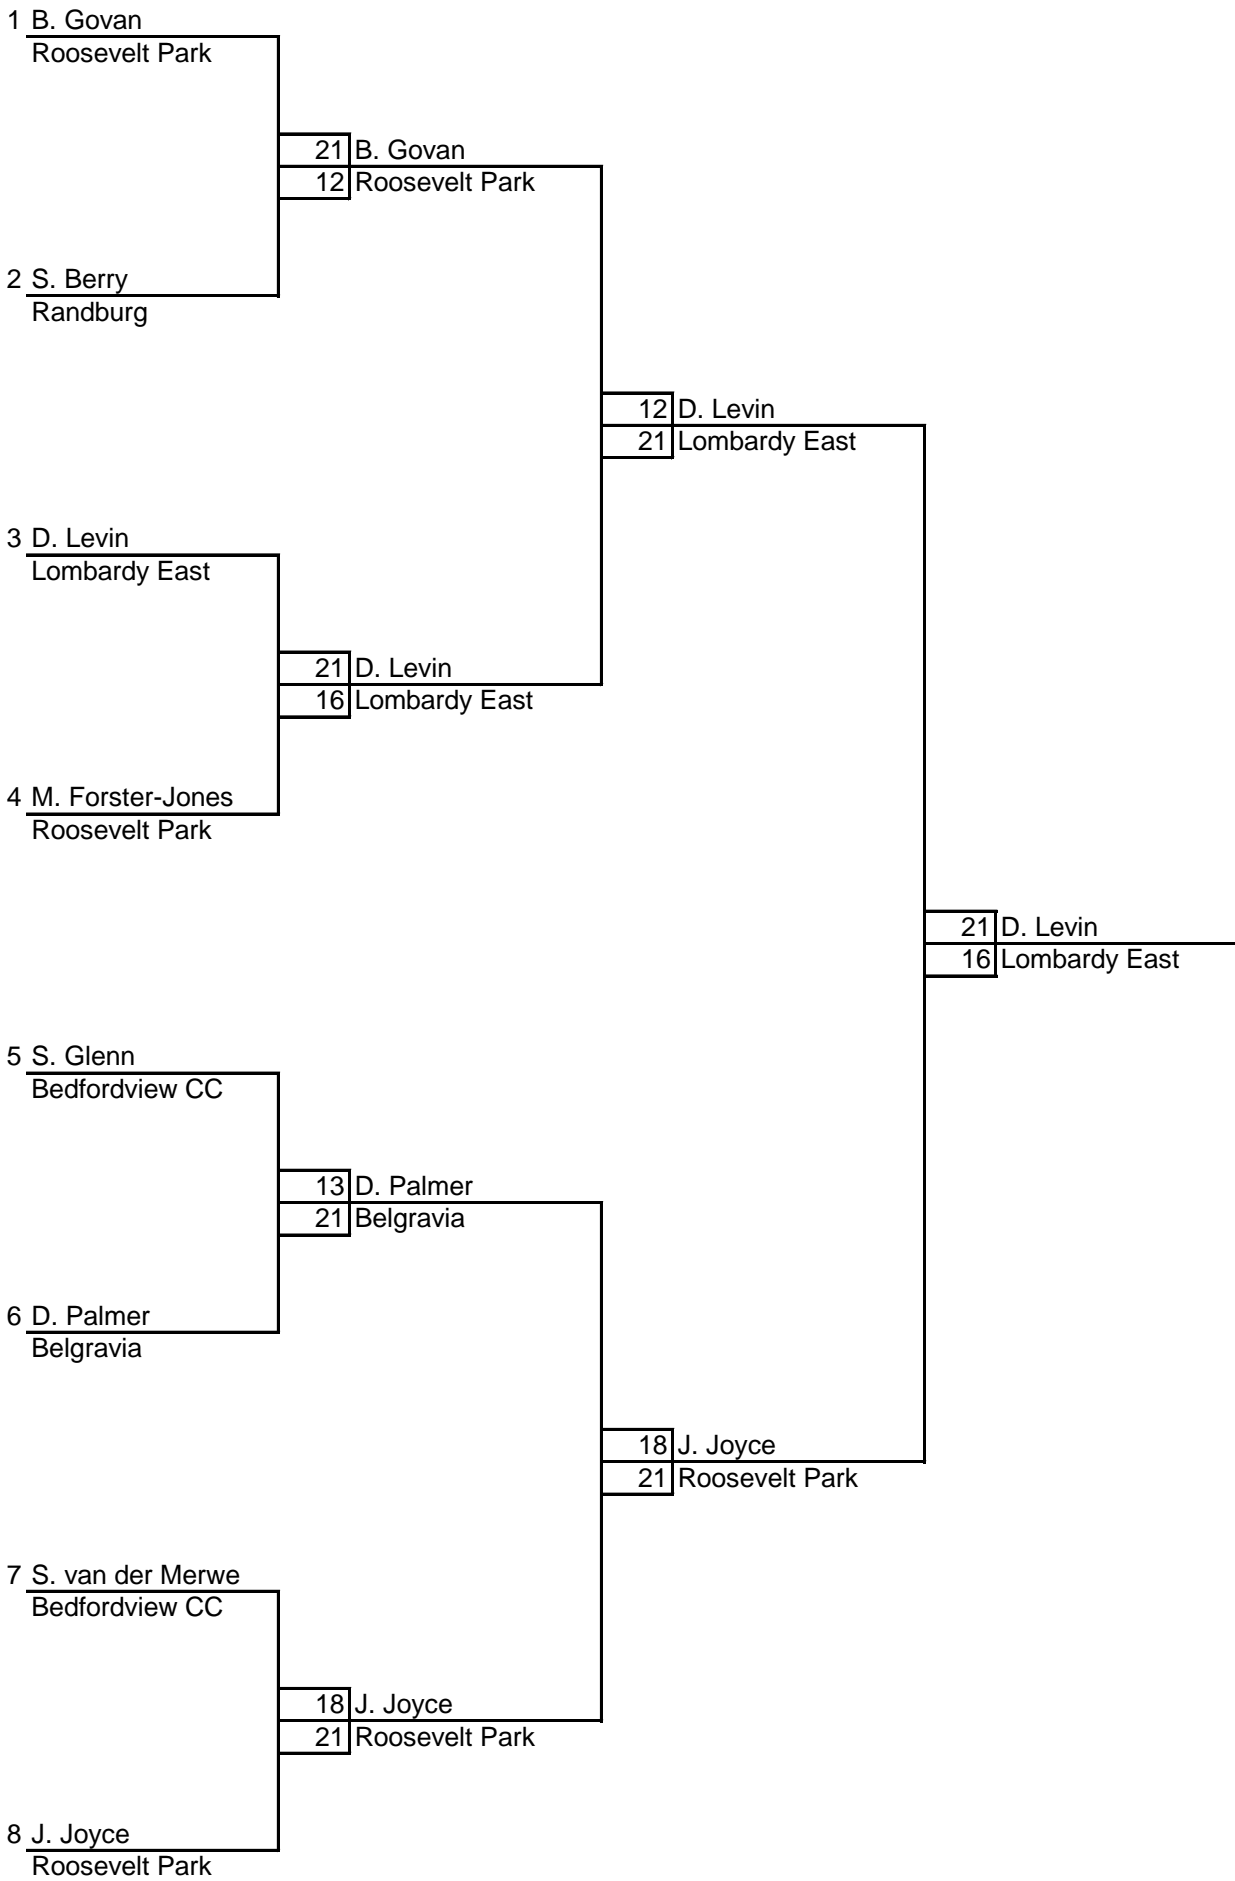 1 B. Govan
Roosevelt Park
21 B. Govan
12 Roosevelt Park
2 S. Berry
Randburg
12 D. Levin
21 Lombardy East
3 D. Levin
Lombardy East
21 D. Levin
16 Lombardy East
4 M. Forster-Jones
Roosevelt Park
21 D. Levin
16 Lombardy East
5 S. Glenn
Bedfordview CC
13 D. Palmer
21 Belgravia
6 D. Palmer
Belgravia
18 J. Joyce
21 Roosevelt Park
7 S. van der Merwe
Bedfordview CC
18 J. Joyce
21 Roosevelt Park
8 J. Joyce
Roosevelt Park